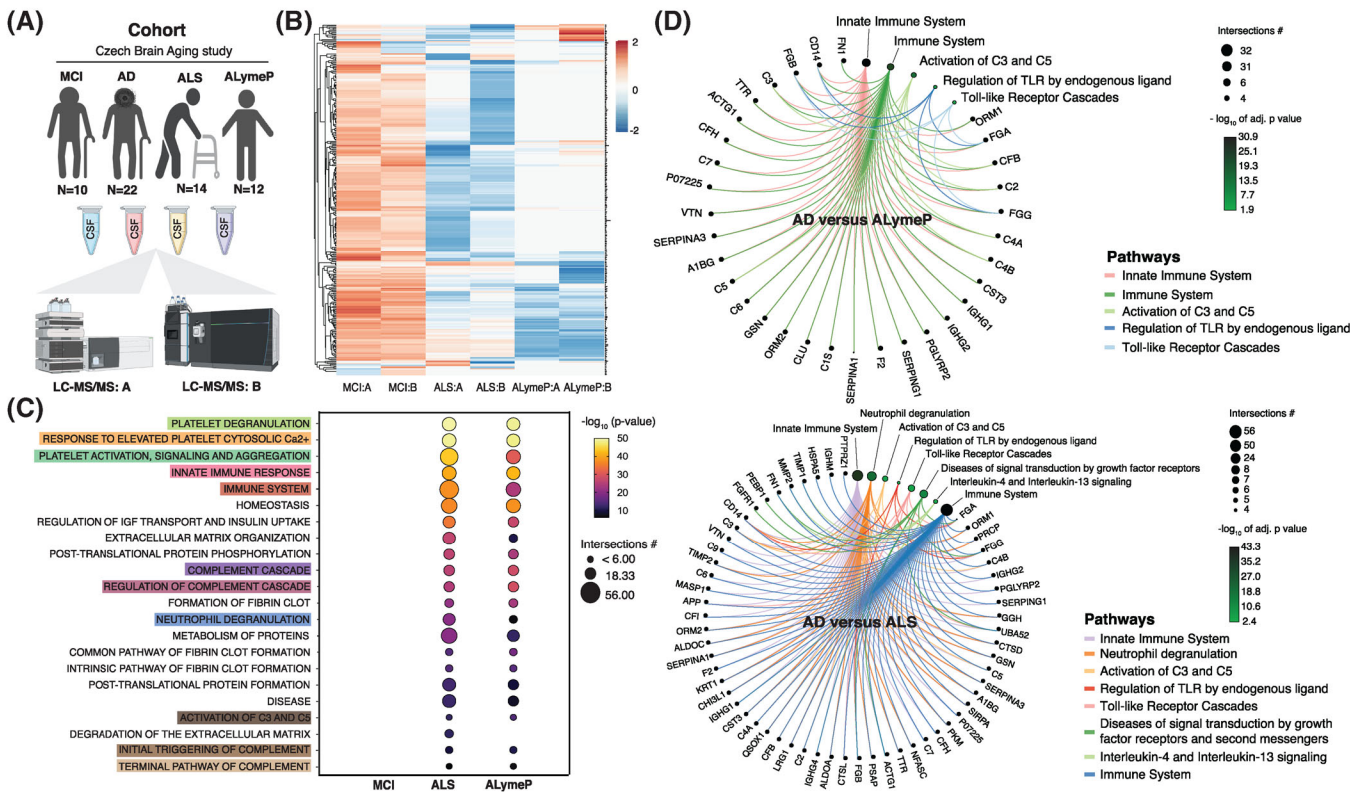 (A)
Cohort
Czech Brain Aging study
MCI AD ALS ALymeP
N=10 N=22 N=14 N=12
CSF CSF CSF CSF
LC-MS/MS: A LC-MS/MS: B
(B)
2
1
0
-1
-2
MCI:A MCI:B ALS:A ALS:B ALymeP:A ALymeP:B
(C)
PLATELET DEGRANULATION
RESPONSE TO ELEVATED PLATELET CYTOSOLIC Ca2+
PLATELET ACTIVATION, SIGNALING AND AGGREGATION
INNATE IMMUNE RESPONSE
IMMUNE SYSTEM
HOMEOSTASIS
REGULATION OF IGF TRANSPORT AND INSULIN UPTAKE
EXTRACELLULAR MATRIX ORGANIZATION
POST-TRANSLATIONAL PROTEIN PHOSPHORYLATION
COMPLEMENT CASCADE
REGULATION OF COMPLEMENT CASCADE
FORMATION OF FIBRIN CLOT
NEUTROPHIL DEGRANULATION
METABOLISM OF PROTEINS
COMMON PATHWAY OF FIBRIN CLOT FORMATION
INTRINSIC PATHWAY OF FIBRIN CLOT FORMATION
POST-TRANSLATIONAL PROTEIN FORMATION
DISEASE
ACTIVATION OF C3 AND C5
DEGRADATION OF THE EXTRACELLULAR MATRIX
INITIAL TRIGGERING OF COMPLEMENT
TERMINAL PATHWAY OF COMPLEMENT
MCI ALS ALymeP
-log10 (p-value)
50
40
30
20
10
Intersections #
< 6.00
18.33
56.00
(D)
Innate Immune System
Immune System
Activation of C3 and C5
Regulation of TLR by endogenous ligand
Toll-like Receptor Cascades
ORM1
FGA
CFB
C2
FGG
C4A
C4B
CST3
IGHG1
IGHG2
PGLYRP2
SERPING1
F2
SERPINA1
C1S
CLU
ORM2
GSN
C6
C5
A1BG
SERPINA3
VTN
P07225
C7
CFH
ACTG1
TTR
C3
FGB
CD14
FN1
AD versus ALymeP
Intersections #
32
31
6
4
- log10 of adj. p value
30.9
25.1
19.3
13.5
7.7
1.9
Pathways
Innate Immune System
Immune System
Activation of C3 and C5
Regulation of TLR by endogenous ligand
Toll-like Receptor Cascades
Neutrophil degranulation
Innate Immune System
Activation of C3 and C5
Regulation of TLR by endogenous ligand
Toll-like Receptor Cascades
Diseases of signal transduction by growth factor receptors
Interleukin-4 and Interleukin-13 signaling
Immune System
FGA
ORM1
PRCP
FGG
C4B
IGHG2
PGLYRP2
SERPING1
GGH
UBA52
CTSD
GSN
C5
SERPINA3
A1BG
SIRPA
P07225
PKM
CFH
C7
NFASC
TTR
ACTG1
PSAP
FGB
CTSL
ALDOA
IGHG4
C2
LRG1
CFB
QSOX1
C4A
CST3
IGHG1
CHI3L1
KRT1
F2
SERPINA1
ALDOC
ORM2
CFI
APP
MASP1
C6
TIMP2
C9
VTN
C3
CD14
FGFR1
PEBP1
FN1
MMP2
TIMP1
HSPA5
IGHM
PTPRZ1
AD versus ALS
Intersections #
56
50
24
8
7
6
5
4
-log10 of adj. p value
43.3
35.2
27.0
18.8
10.6
2.4
Pathways
Innate Immune System
Neutrophil degranulation
Activation of C3 and C5
Regulation of TLR by endogenous ligand
Toll-like Receptor Cascades
Diseases of signal transduction by growth
factor receptors and second messengers
Interleukin-4 and Interleukin-13 signaling
Immune System